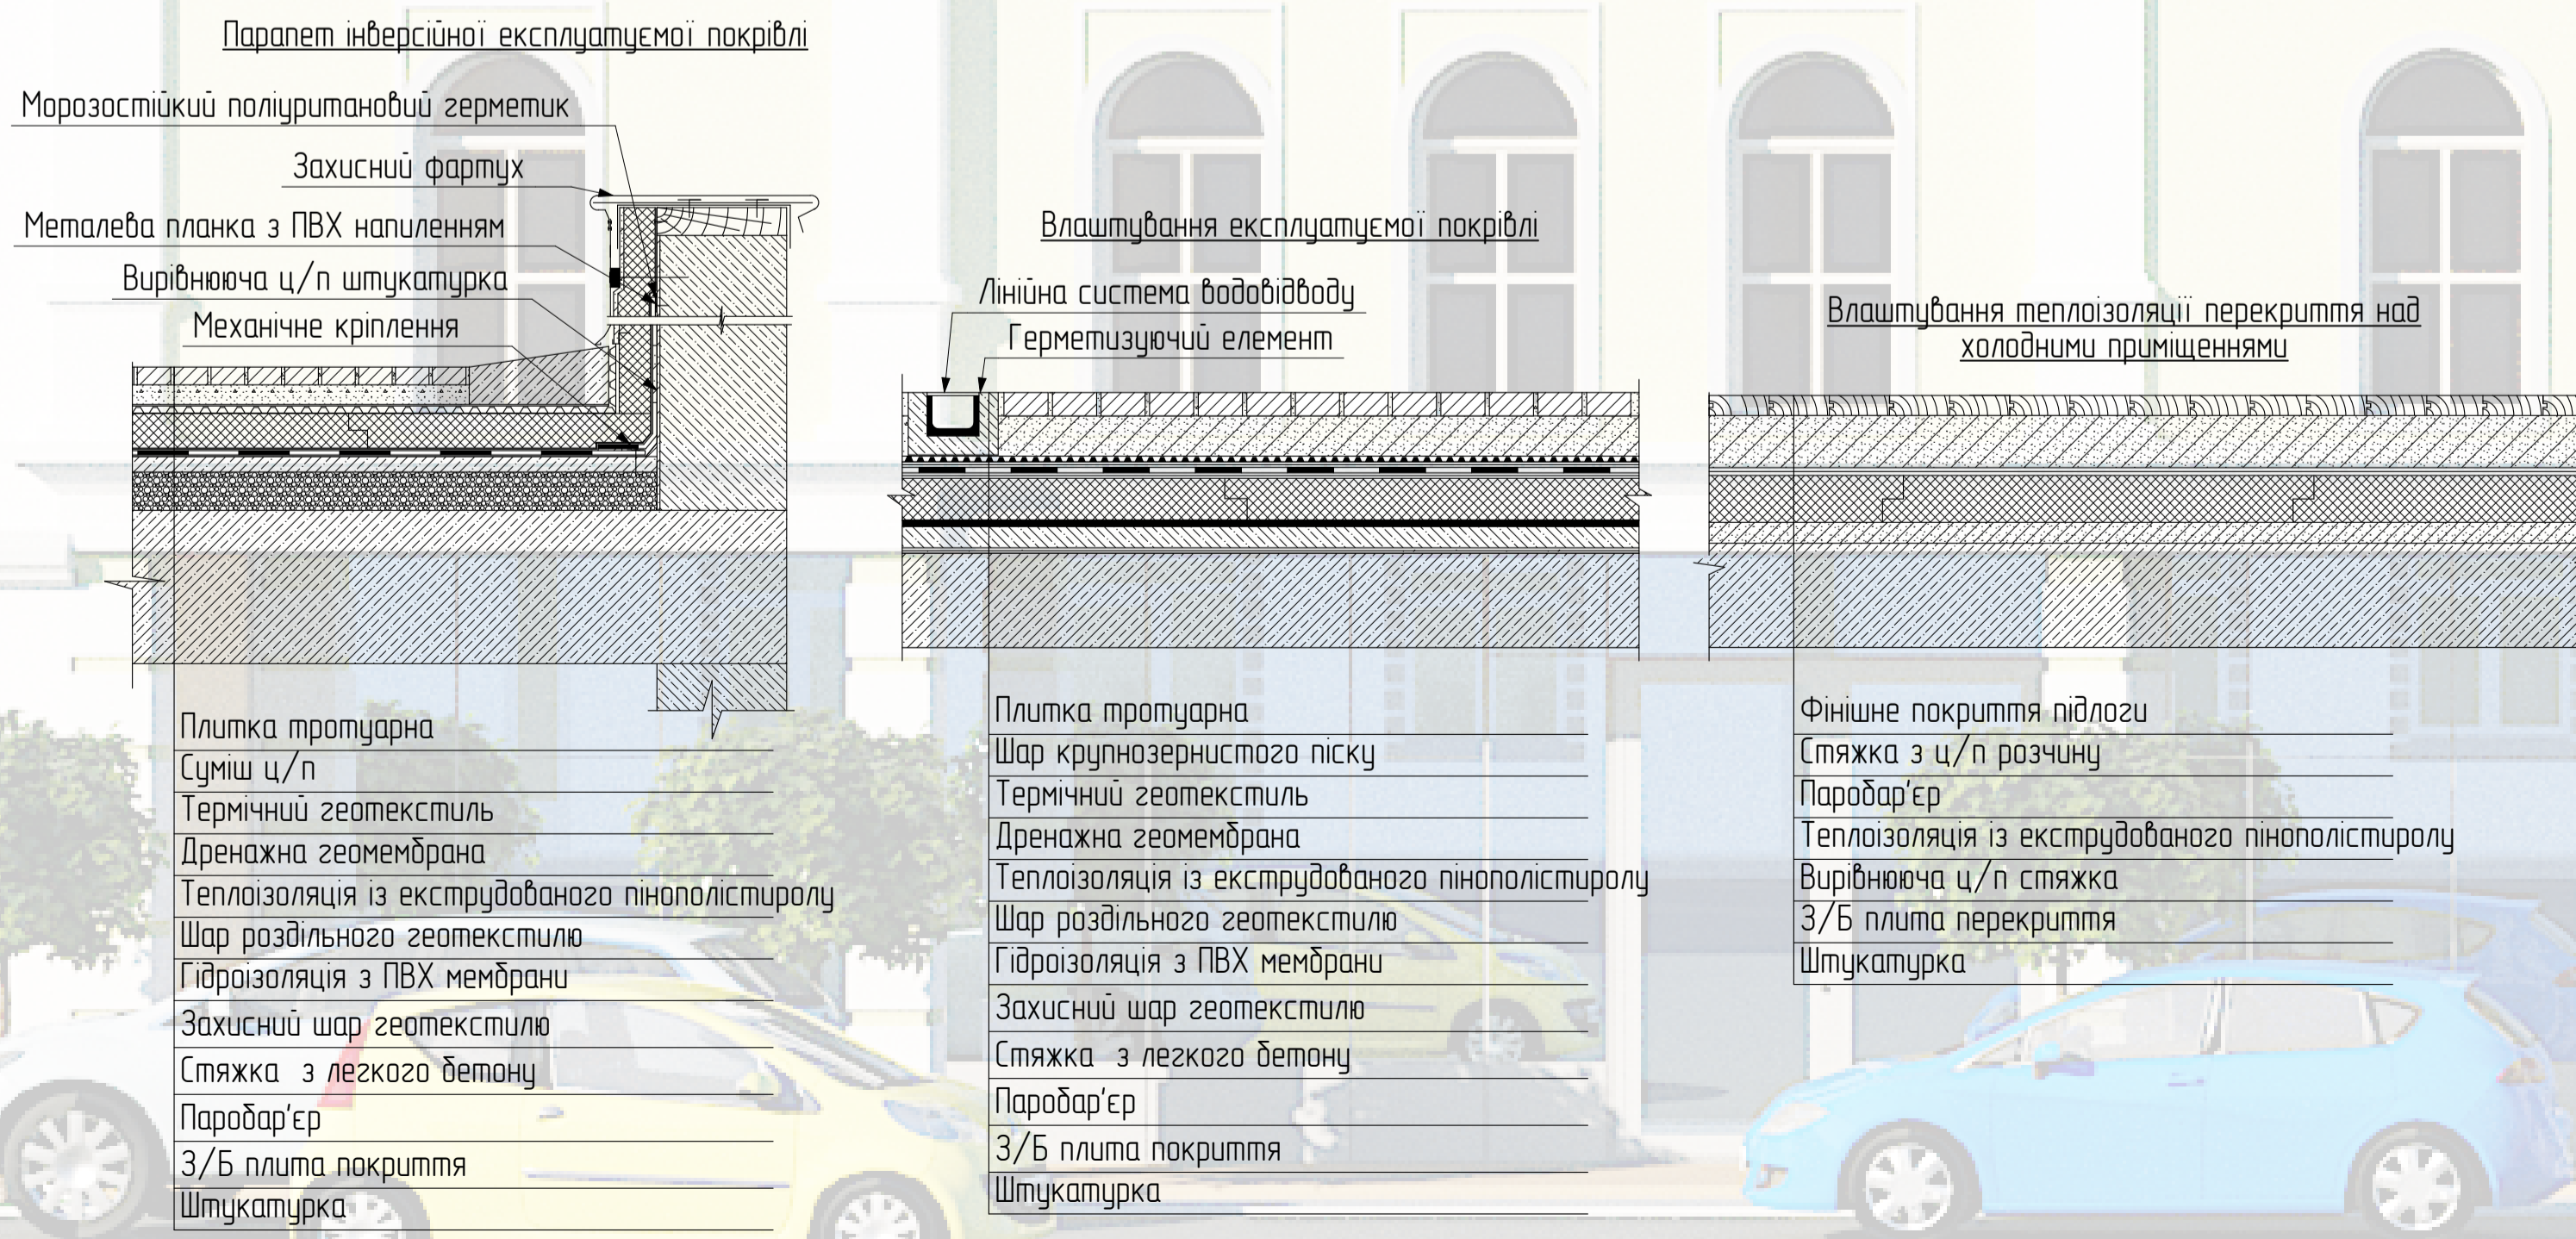 Парапет інверсійної експлуатуємої покрівлі
Морозостійкий поліуритановий герметик
Захисний фартух
Металева планка з ПВХ напиленням
Вирівнююча ц/п штукатурка
Механічне кріплення
Плитка тротуарна
Суміш ц/п
Термічний геотекстиль
Дренажна геомембрана
Теплоізоляція із екструдованого пінополістиролу
Шар роздільного геотекстилю
Гідроізоляція з ПВХ мембрани
Захисний шар геотекстилю
Стяжка з легкого бетону
Паробар'єр
З/Б плита покриття
Штукатурка
Влаштування експлуатуємої покрівлі
Лінійна система водовідводу
Герметизуючий елемент
Плитка тротуарна
Шар крупнозернистого піску
Термічний геотекстиль
Дренажна геомембрана
Теплоізоляція із екструдованого пінополістиролу
Шар роздільного геотекстилю
Гідроізоляція з ПВХ мембрани
Захисний шар геотекстилю
Стяжка з легкого бетону
Паробар'єр
З/Б плита покриття
Штукатурка
Влаштування теплоізоляції перекриття над
холодними приміщеннями
Фінішне покриття підлоги
Стяжка з ц/п розчину
Паробар'єр
Теплоізоляція із екструдованого пінополістиролу
Вирівнююча ц/п стяжка
З/Б плита перекриття
Штукатурка